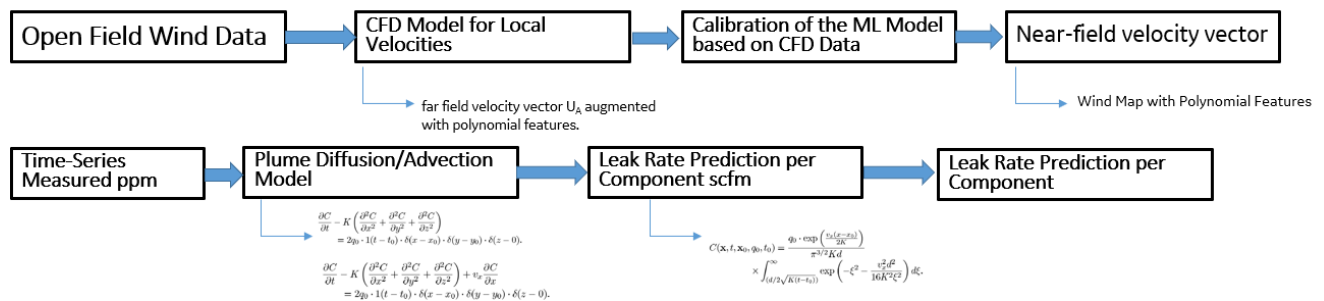 Open Field Wind Data
CFD Model for Local
Velocities
Calibration of the ML Model
based on CFD Data
Near-field velocity vector
far field velocity vector U_A augmented
with polynomial features.
Wind Map with Polynomial Features
Time-Series
Measured ppm
Plume Diffusion/Advection
Model
Leak Rate Prediction per
Component scfm
Leak Rate Prediction per
Component
∂C/∂t − K(∂²C/∂x² + ∂²C/∂y² + ∂²C/∂z²)
= 2q₀ · 1(t − t₀) · δ(x − x₀) · δ(y − y₀) · δ(z − 0).
∂C/∂t − K(∂²C/∂x² + ∂²C/∂y² + ∂²C/∂z²) + vₓ ∂C/∂x
= 2q₀ · 1(t − t₀) · δ(x − x₀) · δ(y − y₀) · δ(z − 0).
C(x, t, x₀, q₀, t₀) = q₀ · exp(vₓ(x−x₀)/2K) / π^{3/2}Kd
× ∫_{(d/2√K(t−t₀))}^{∞} exp(−ξ² − vₓ²d²/16K²ξ²) dξ.